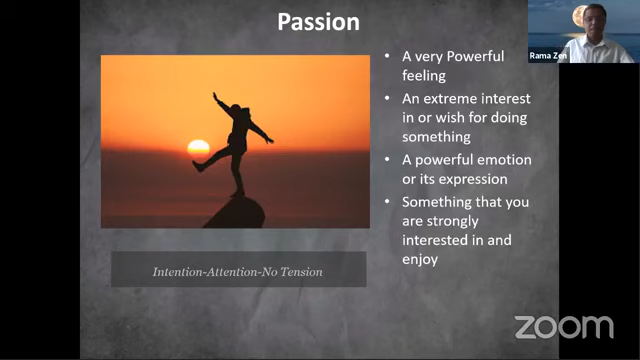 Passion
• A very Powerful
feeling
• An extreme interest
in or wish for doing
something
• A powerful emotion
or its expression
• Something that you
are strongly
interested in and
enjoy
Intention-Attention-No Tension
Rama Zen
zoom